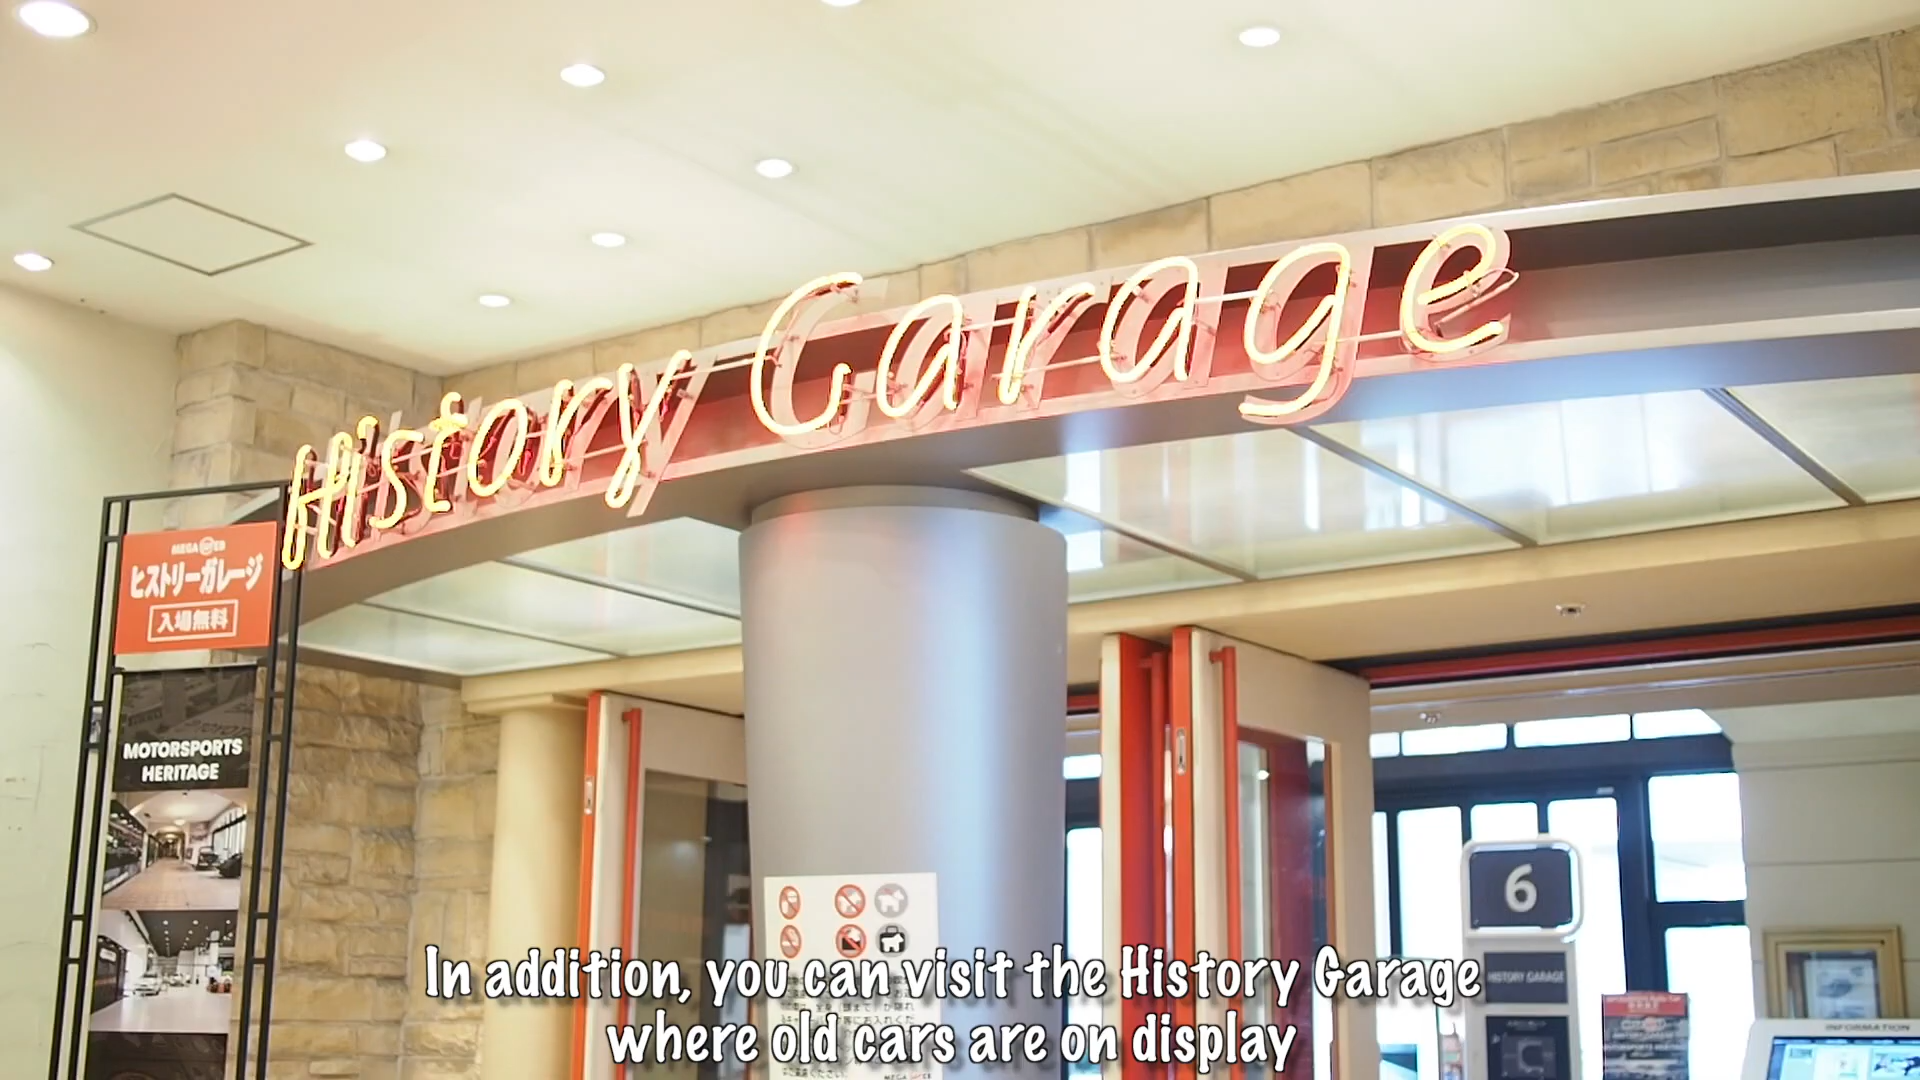 History Garage
MEGA WEB
ヒストリーガレージ
入場無料
MOTORSPORTS
HERITAGE
6
HISTORY GARAGE
INFORMATION
In addition, you can visit the History Garage
where old cars are on display